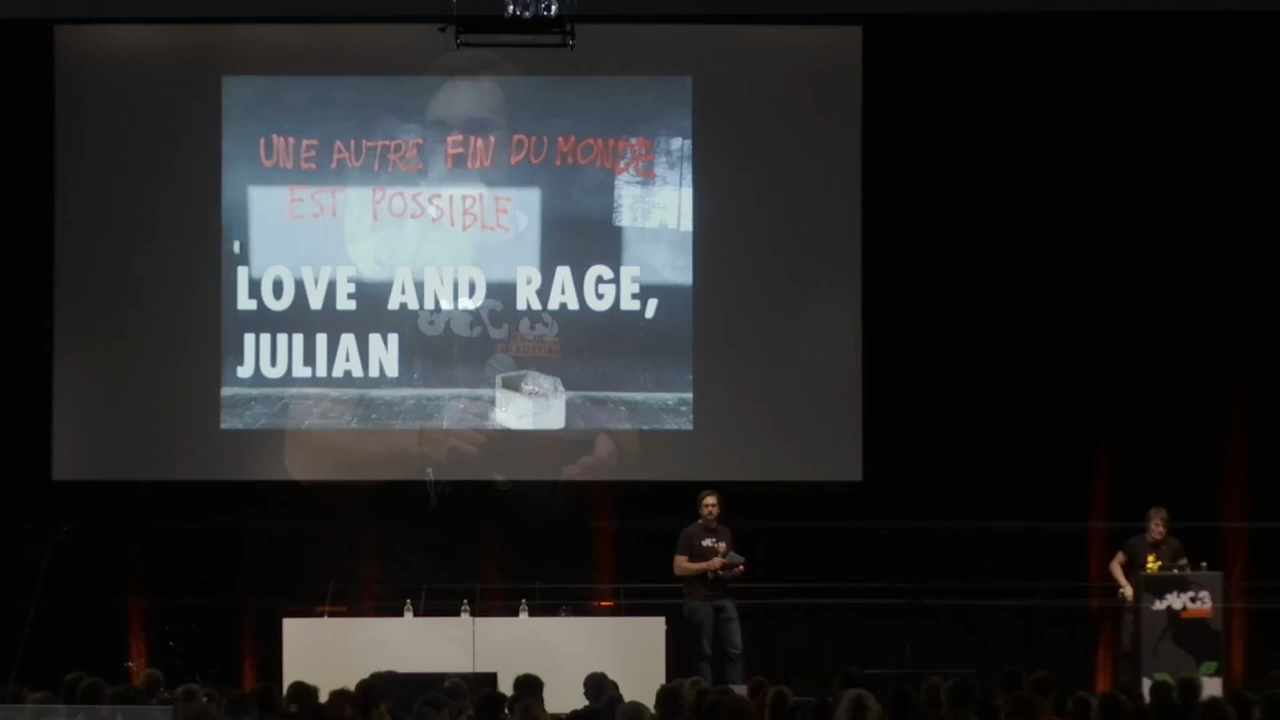 UNE AUTRE FIN DU MONDE
EST POSSIBLE
LOVE AND RAGE,
JULIAN